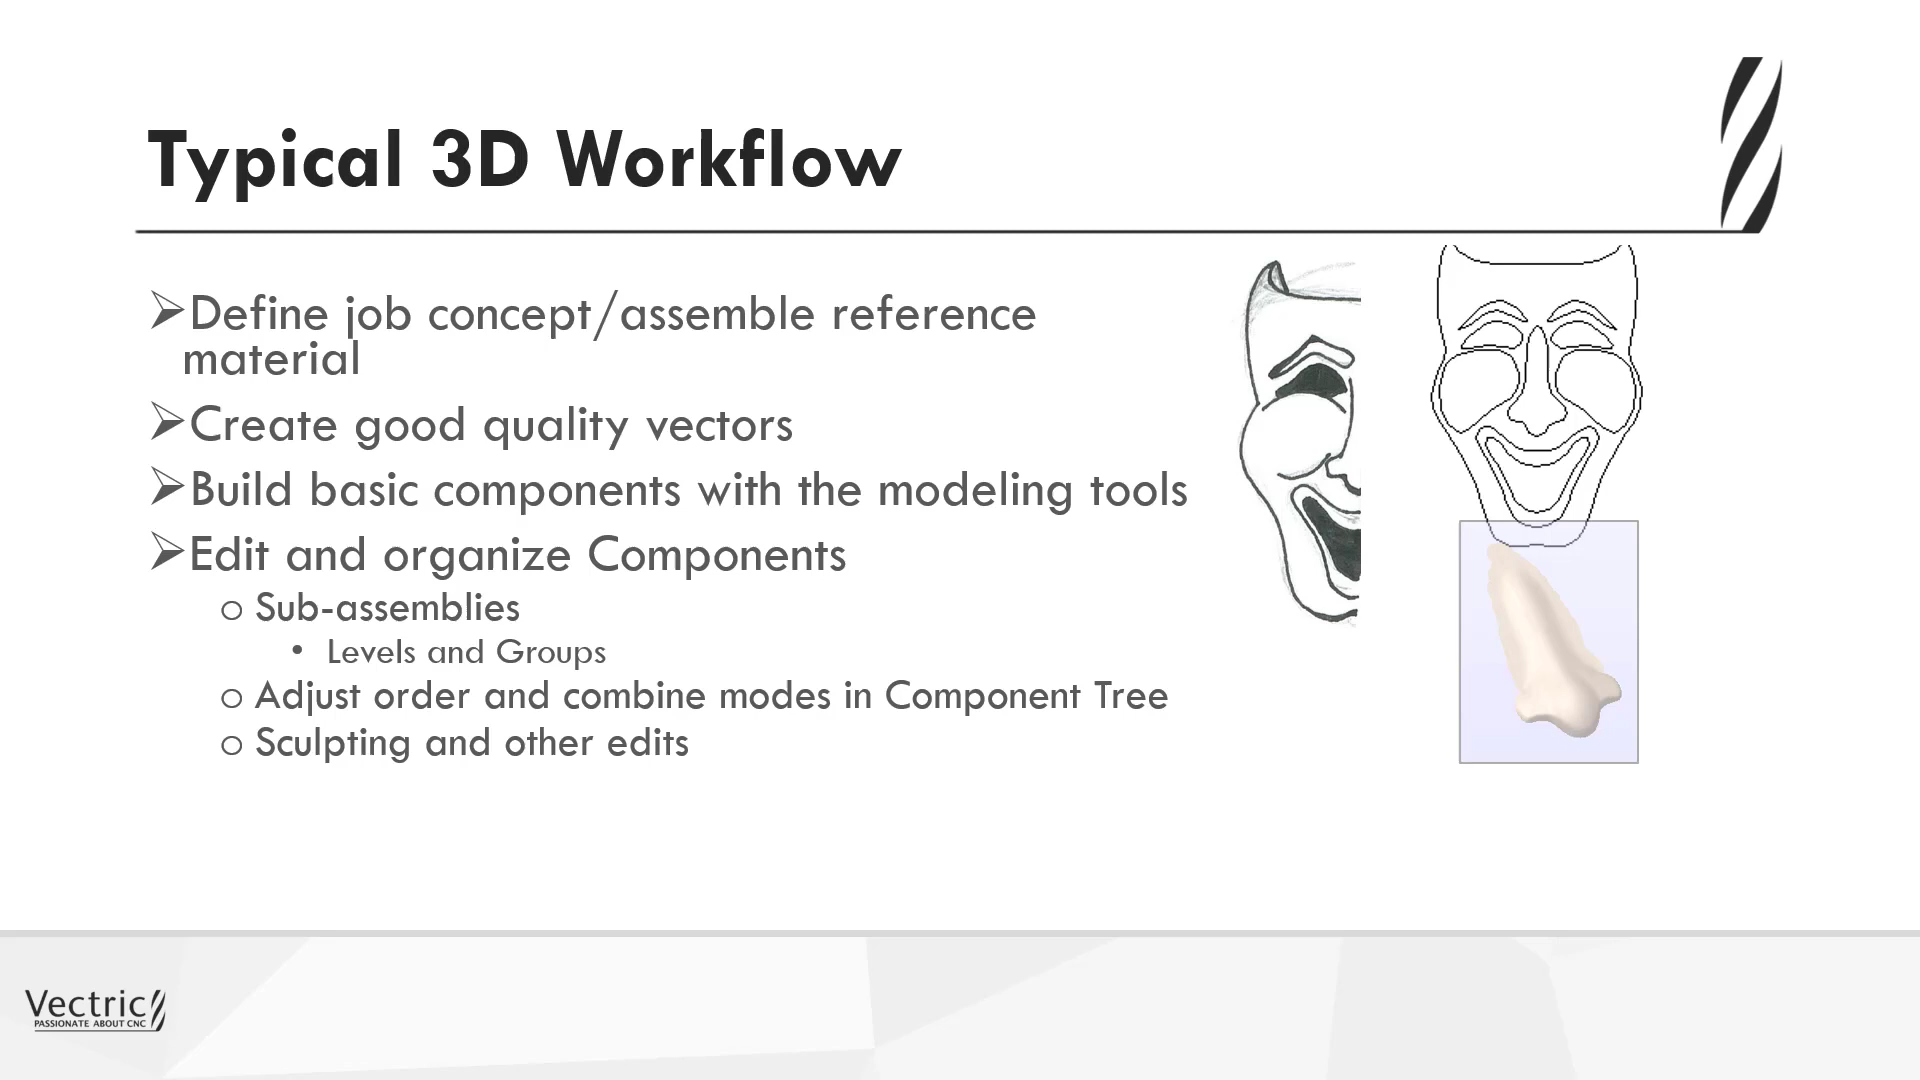 Typical 3D Workflow
➢Define job concept/assemble reference
material
➢Create good quality vectors
➢Build basic components with the modeling tools
➢Edit and organize Components
o Sub-assemblies
• Levels and Groups
o Adjust order and combine modes in Component Tree
o Sculpting and other edits
Vectric
PASSIONATE ABOUT CNC